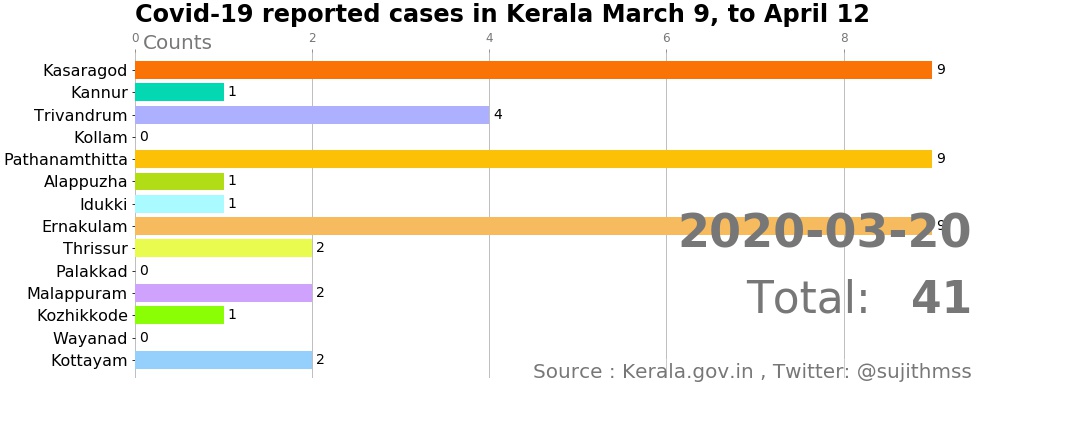 Covid-19 reported cases in Kerala March 9, to April 12
0 2 4 6 8
Counts
Kasaragod 9
Kannur 1
Trivandrum 4
Kollam 0
Pathanamthitta 9
Alappuzha 1
Idukki 1
Ernakulam 9
2020-03-20
Thrissur 2
Palakkad 0
Malappuram 2
Total: 41
Kozhikkode 1
Wayanad 0
Kottayam 2
Source : Kerala.gov.in , Twitter: @sujithmss